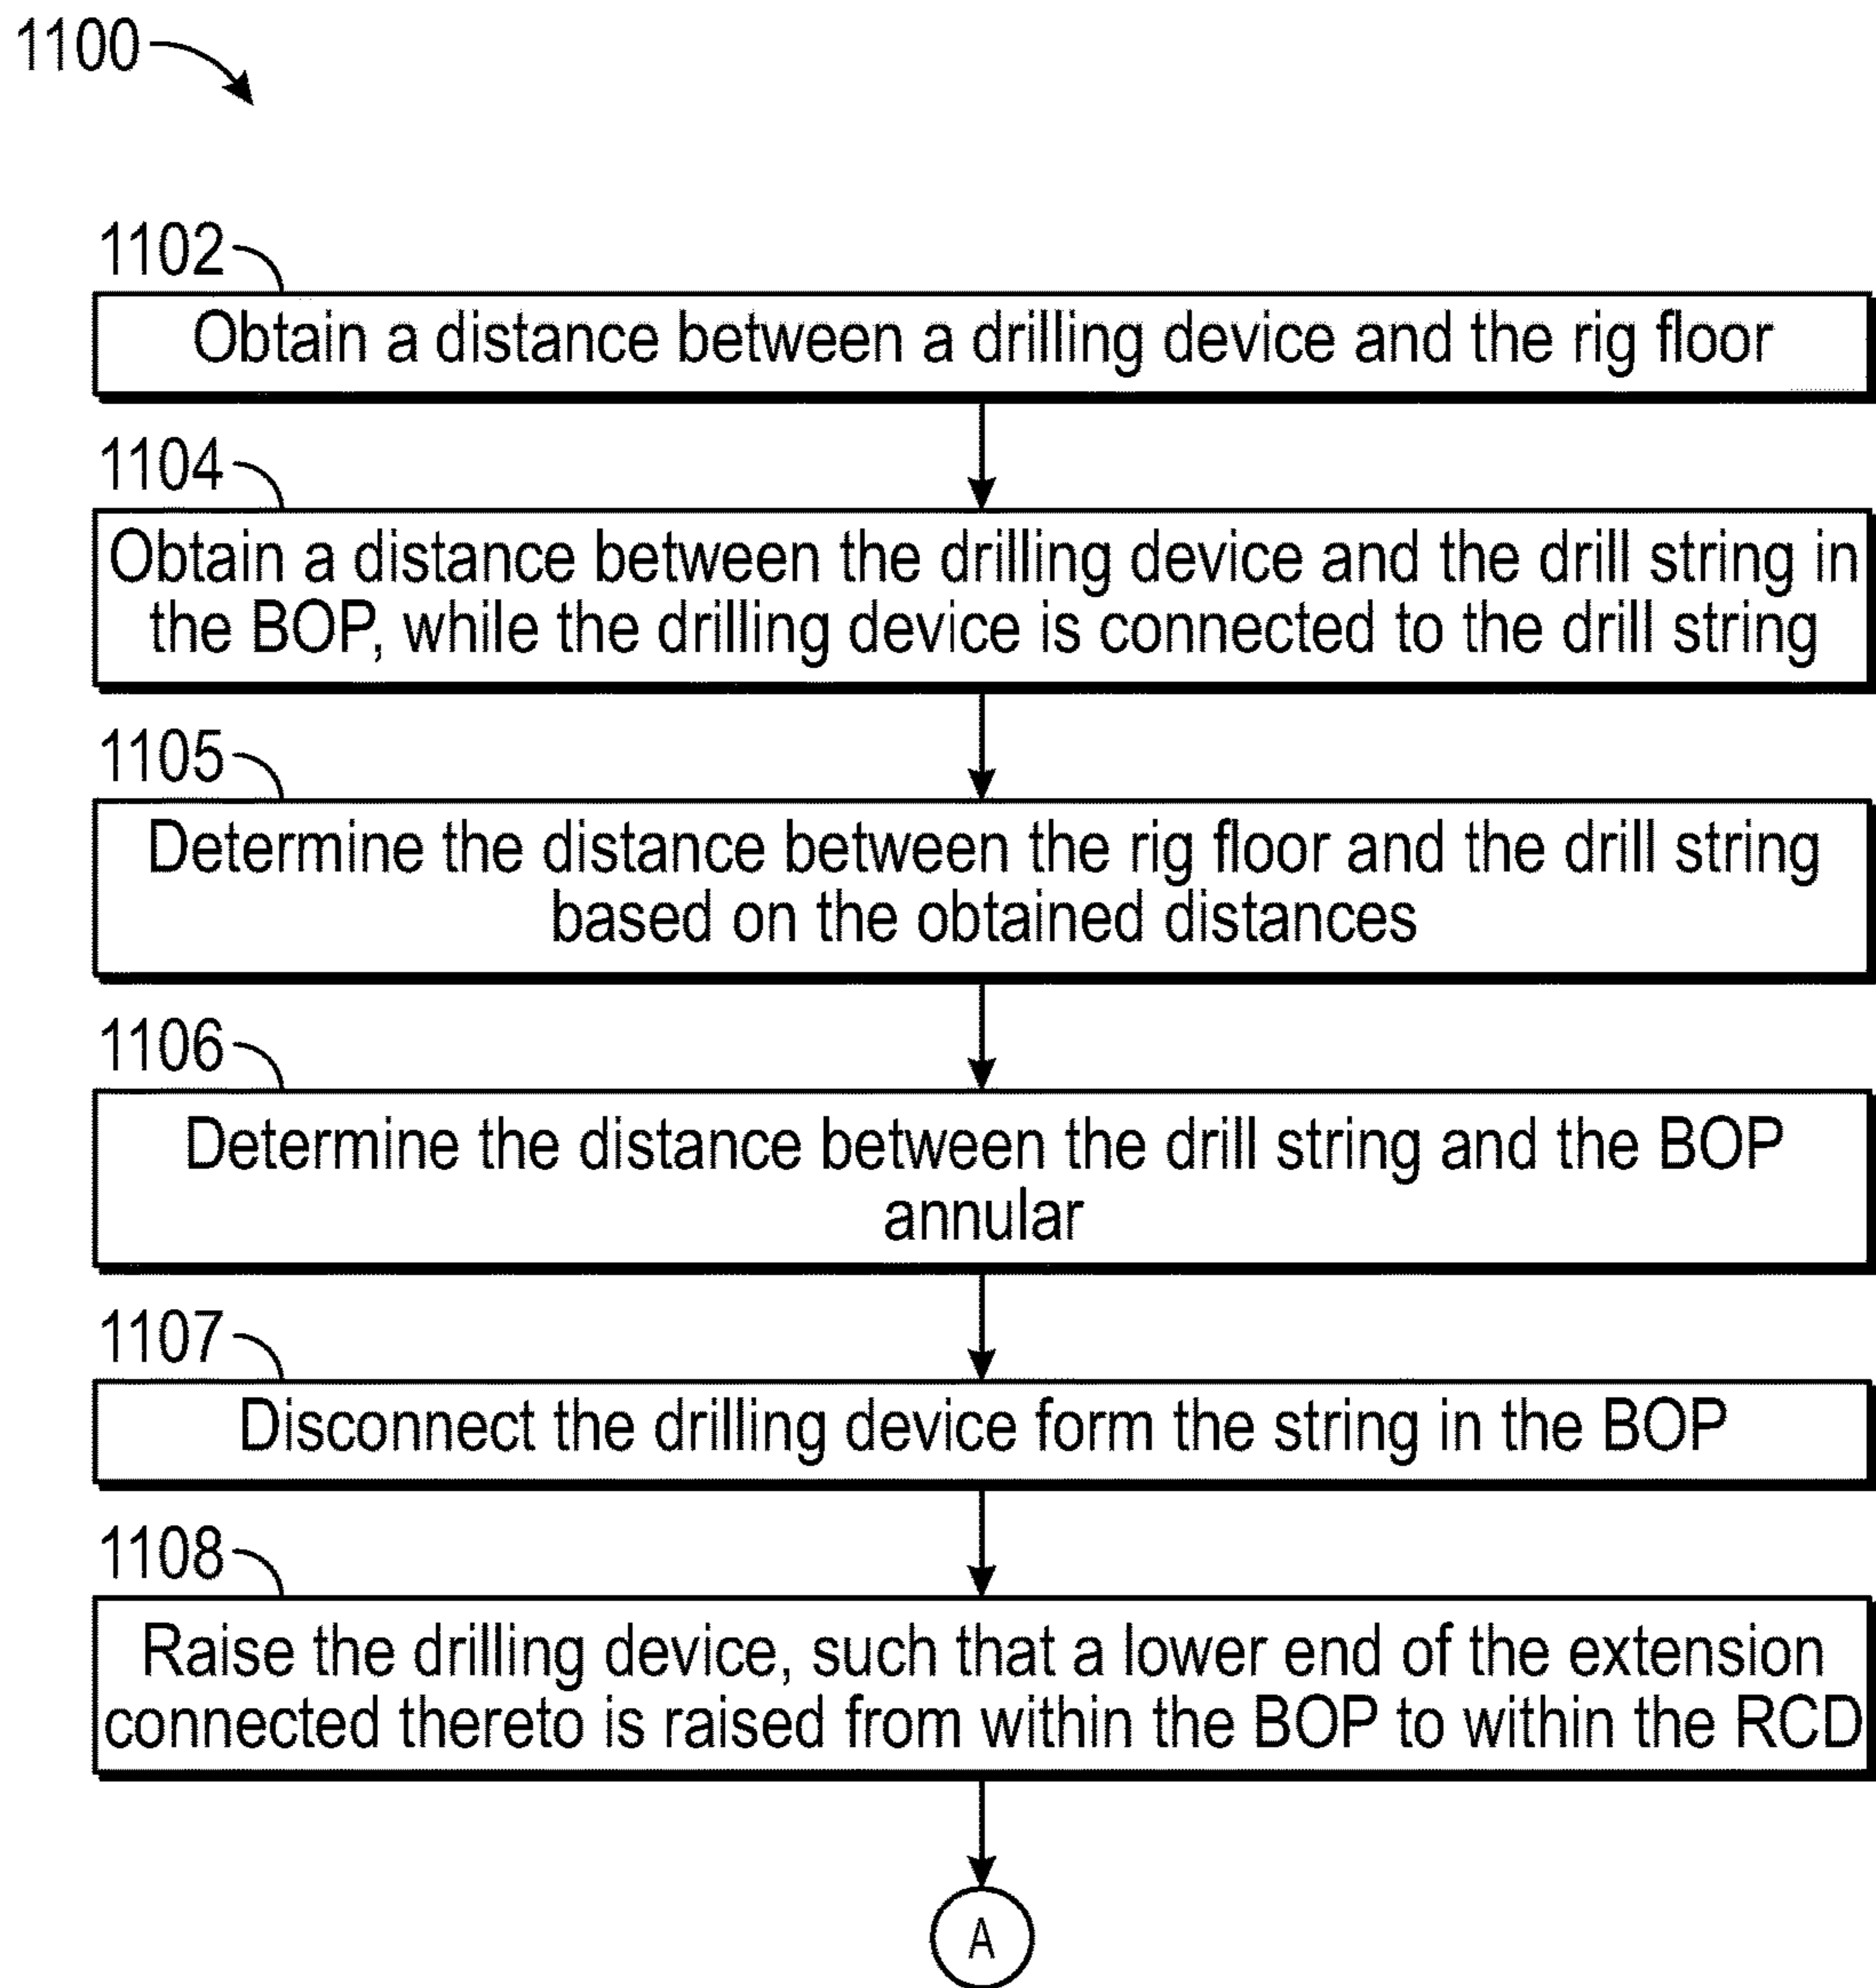 1100
1102
Obtain a distance between a drilling device and the rig floor
1104
Obtain a distance between the drilling device and the drill string in
the BOP, while the drilling device is connected to the drill string
1105
Determine the distance between the rig floor and the drill string
based on the obtained distances
1106
Determine the distance between the drill string and the BOP
annular
1107
Disconnect the drilling device form the string in the BOP
1108
Raise the drilling device, such that a lower end of the extension
connected thereto is raised from within the BOP to within the RCD
A